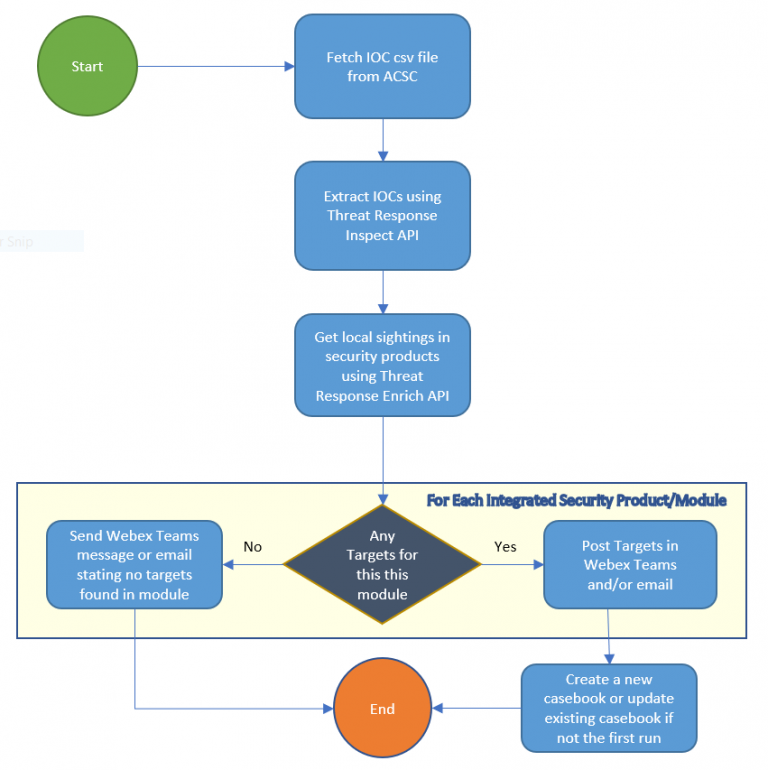 Start
Fetch IOC csv file
from ACSC
Extract IOCs using
Threat Response
Inspect API
r Snip
Get local sightings in
security products
using Threat
Response Enrich API
For Each Integrated Security Product/Module
Send Webex Teams
message or email
stating no targets
found in module
No
Any
Targets for
this this
module
Yes
Post Targets in
Webex Teams
and/or email
End
Create a new
casebook or update
existing casebook if
not the first run